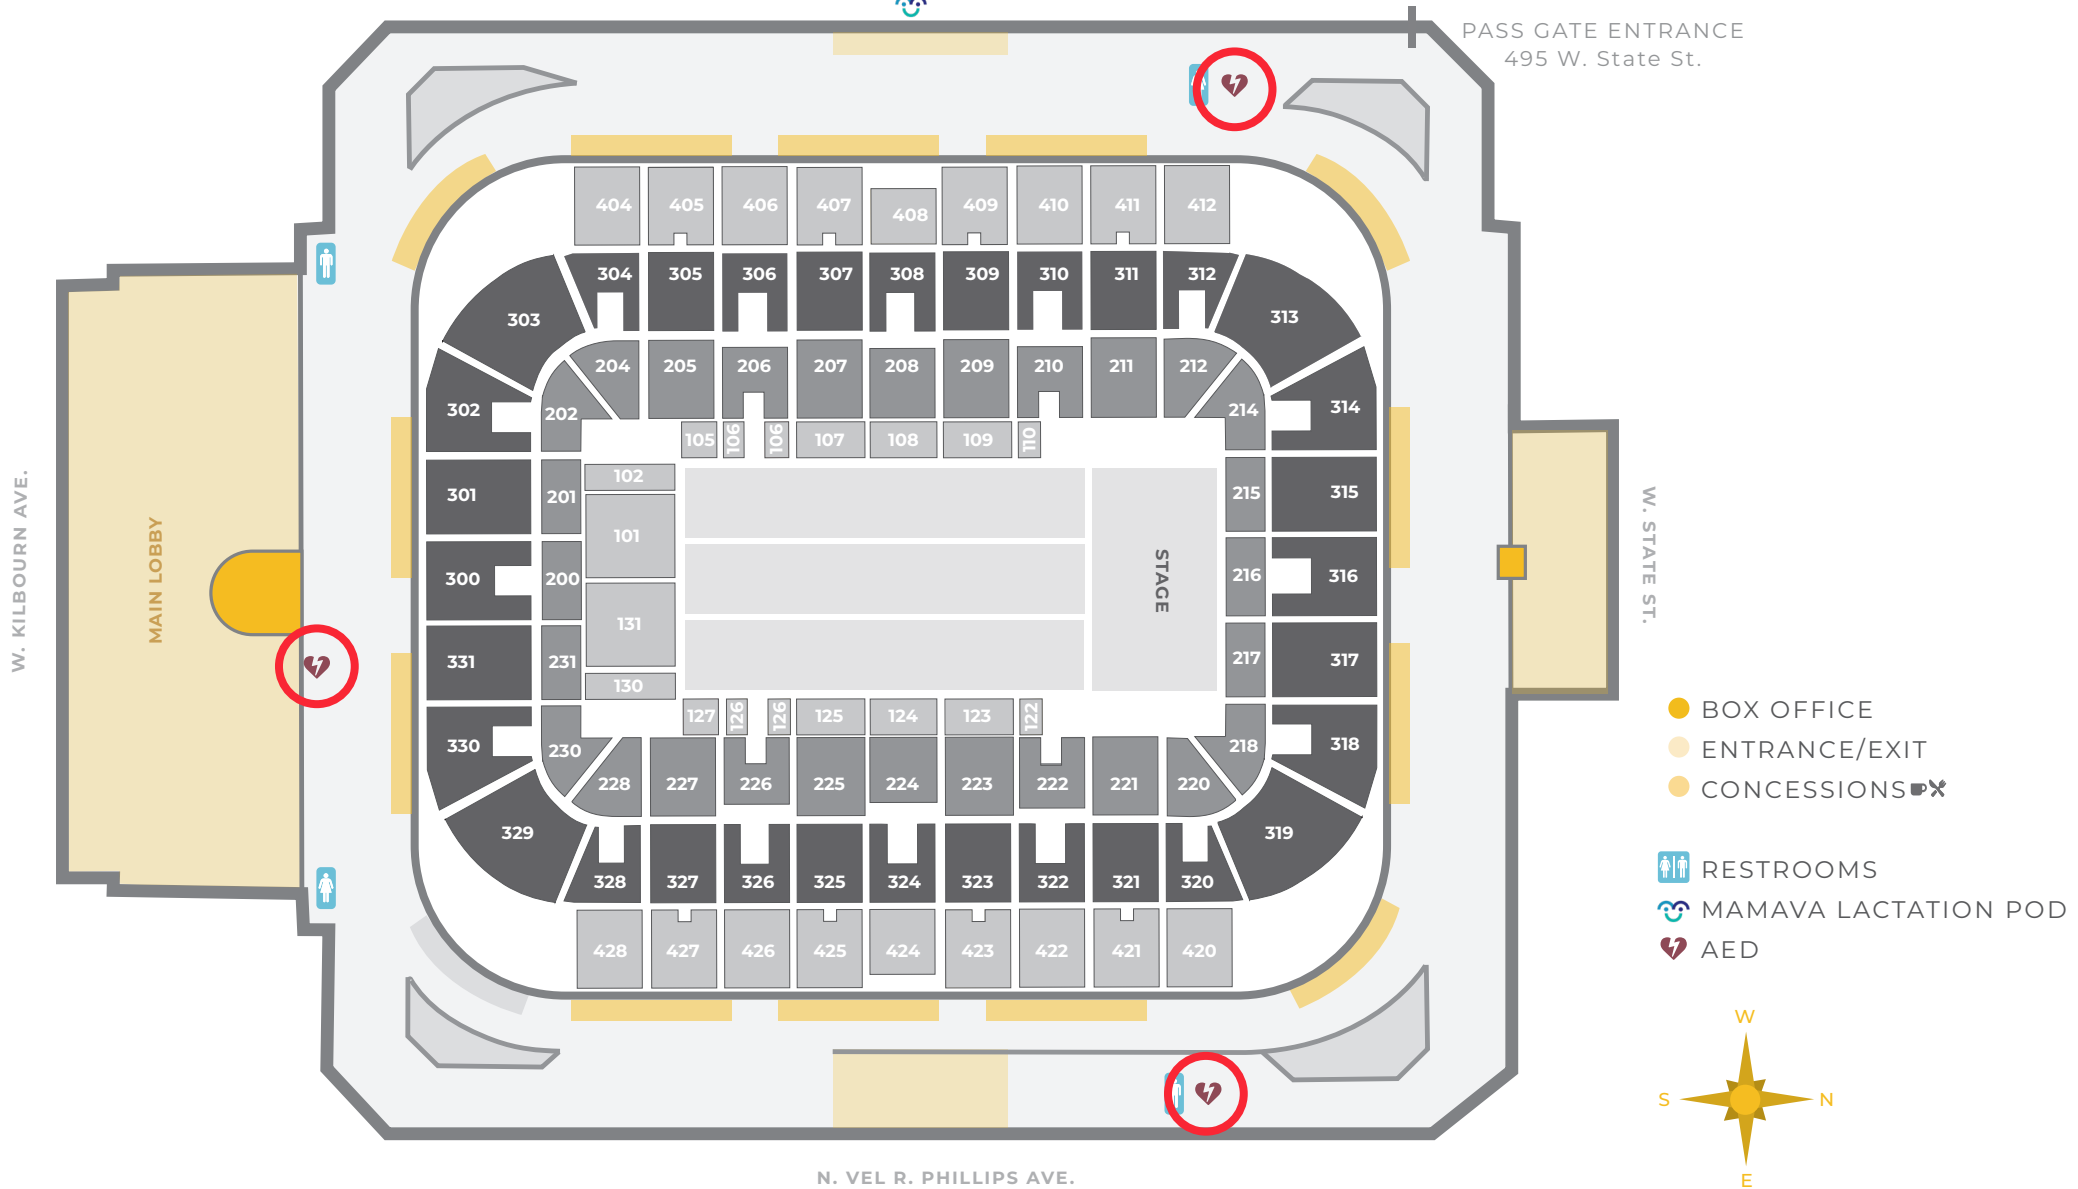 PASS GATE ENTRANCE
495 W. State St.
404 405 406 407 408 409 410 411 412
304 305 306 307 308 309 310 311 312
303 313
204 205 206 207 208 209 210 211 212
302 202 214 314
105 106 106 107 108 109 110
102
301 201 215 315
101
300 200 216 316
131
331 231 217 317
130
STAGE
MAIN LOBBY
W. KILBOURN AVE.
W. STATE ST.
127 126 126 125 124 123 122
330 230 218 318
228 227 226 225 224 223 222 221 220
329 319
328 327 326 325 324 323 322 321 320
428 427 426 425 424 423 422 421 420
N. VEL R. PHILLIPS AVE.
BOX OFFICE
ENTRANCE/EXIT
CONCESSIONS
RESTROOMS
MAMAVA LACTATION POD
AED
W
S N
E